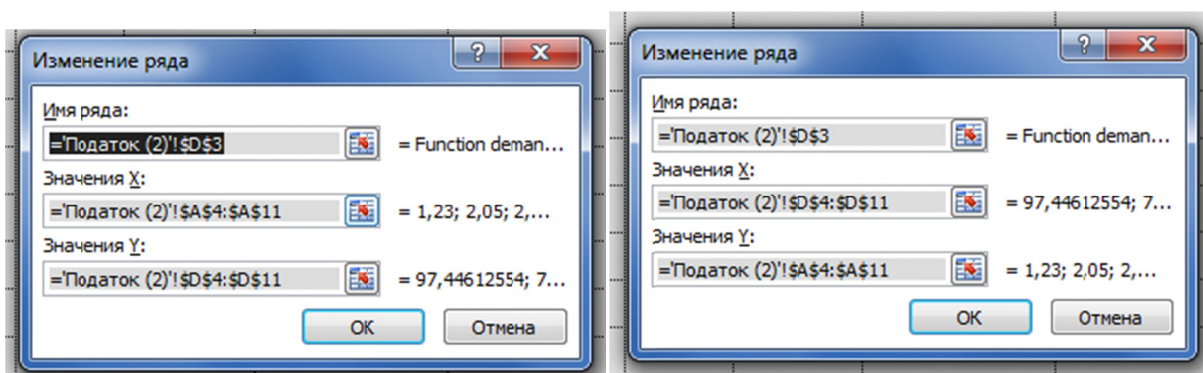 Изменение ряда
Имя ряда:
='Податок (2)'!$D$3 = Function deman...
Значения X:
='Податок (2)'!$A$4:$A$11 = 1,23; 2,05; 2,...
Значения Y:
='Податок (2)'!$D$4:$D$11 = 97,44612554; 7...
OK Отмена
Изменение ряда
Имя ряда:
='Податок (2)'!$D$3 = Function deman...
Значения X:
='Податок (2)'!$D$4:$D$11 = 97,44612554; 7...
Значения Y:
='Податок (2)'!$A$4:$A$11 = 1,23; 2,05; 2,...
OK Отмена